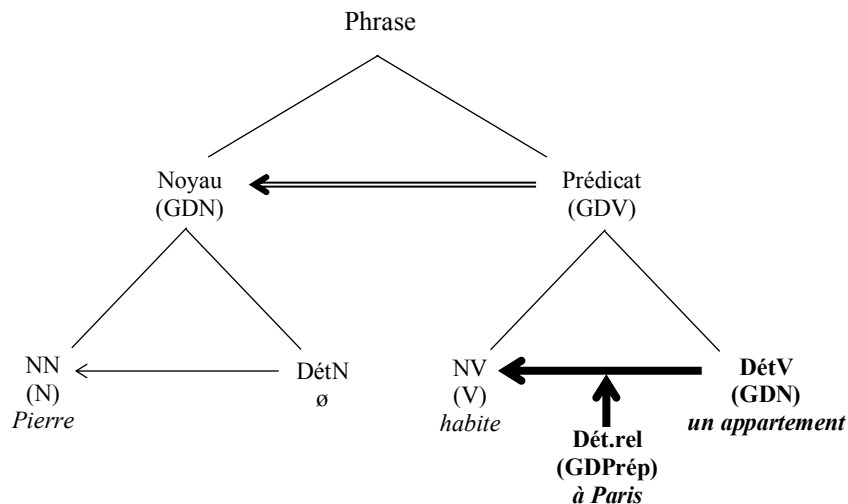 Phrase
Noyau
(GDN)
Prédicat
(GDV)
NN
(N)
Pierre
DétN
ø
NV
(V)
habite
DétV
(GDN)
un appartement
Dét.rel
(GDPrép)
à Paris